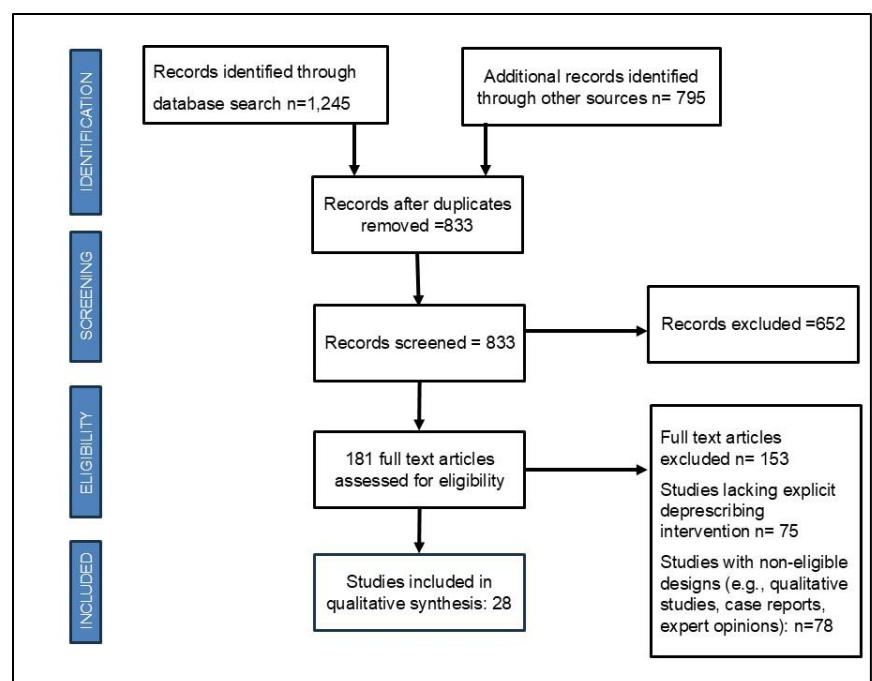 IDENTIFICATION
Records identified through
database search n=1,245
Additional records identified
through other sources n= 795
Records after duplicates
removed =833
SCREENING
Records screened = 833
Records excluded =652
ELIGIBILITY
181 full text articles
assessed for eligibility
Full text articles
excluded n= 153
Studies lacking explicit
deprescribing
intervention n= 75
Studies with non-eligible
designs (e.g., qualitative
studies, case reports,
expert opinions): n=78
INCLUDED
Studies included in
qualitative synthesis: 28